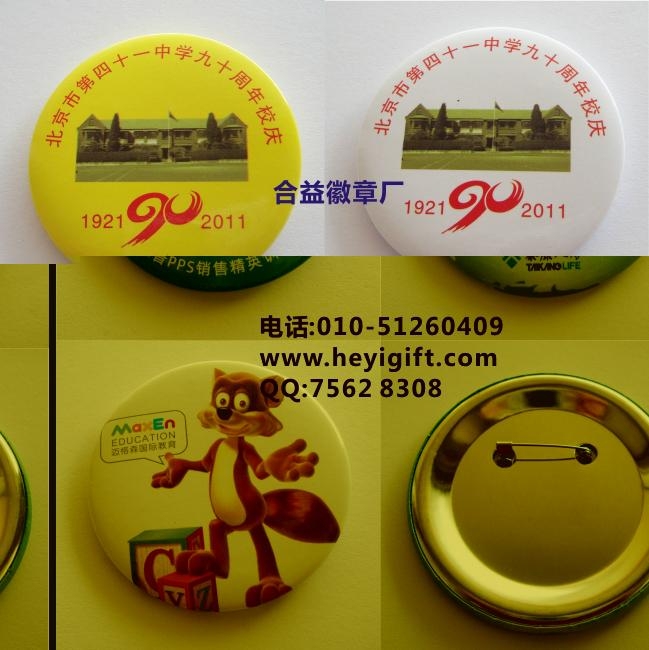 北京市第四十一中学九十周年校庆
1921 90 2011
北京市第四十一中学九十周年校庆
1921 90 2011
合益徽章厂
PPS销售精英
TAIKANG LIFE
电话:010-51260409
www.heyigift.com
QQ:7562 8308
MaxEn
EDUCATION
迈格森国际教育
C
Y Z